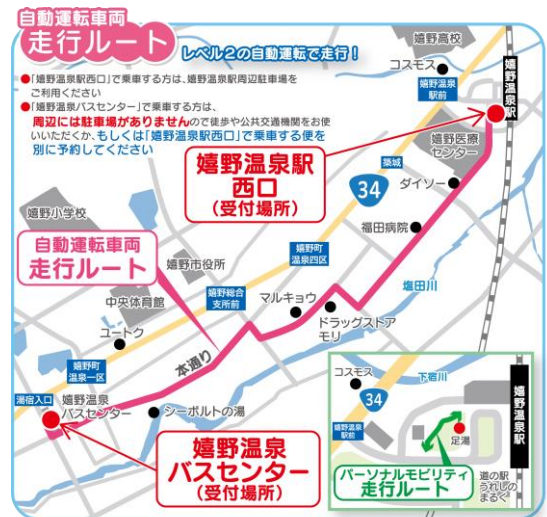 自動運転車両
走行ルート
レベル2の自動運転で走行！
●「嬉野温泉駅西口」で乗車する方は、嬉野温泉駅周辺駐車場を
ご利用ください
●「嬉野温泉バスセンター」で乗車する方は、
周辺には駐車場がありませんので徒歩や公共交通機関をお使
いいただくか、もしくは「嬉野温泉駅西口」で乗車する便を
別に予約してください
嬉野高校
コスモス
嬉野温泉
駅前
嬉野温泉駅
嬉野医療
センター
築城
ダイソー
嬉野温泉駅
西口
（受付場所）
34
福田病院
嬉野小学校
自動運転車両
走行ルート
嬉野市役所
嬉野町
温泉四区
塩田川
中央体育館
嬉野総合
支所前
マルキョウ
ドラッグストア
モリ
ユートク
本通り
嬉野町
温泉一区
湯宿入口
嬉野温泉
バスセンター
シーボルトの湯
嬉野温泉
バスセンター
（受付場所）
コスモス
下宿川
34
嬉野温泉
駅前
嬉野温泉駅
足湯
パーソナルモビリティ
走行ルート
道の駅
うれしの
まるく